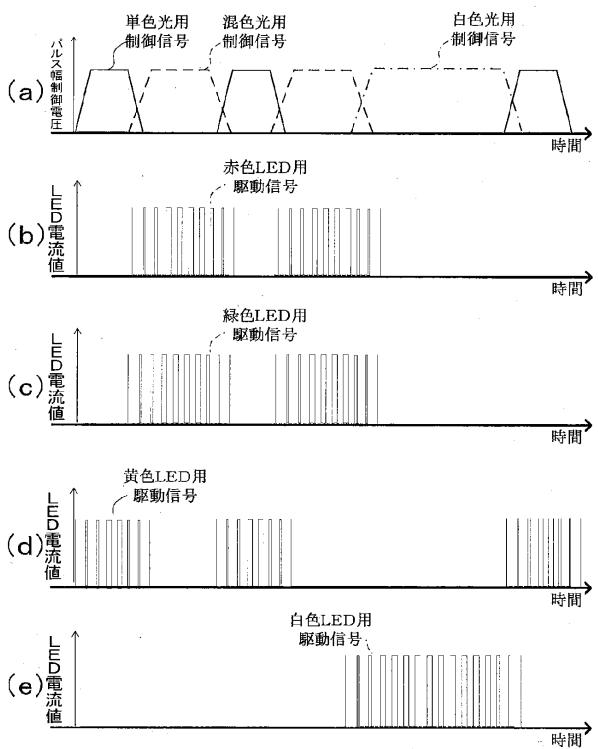 (a)
パルス幅制御電圧
単色光用
制御信号
混色光用
制御信号
白色光用
制御信号
時間
(b)
LED電流値
赤色LED用
駆動信号
時間
(c)
LED電流値
緑色LED用
駆動信号
時間
(d)
LED電流値
黄色LED用
駆動信号
時間
(e)
LED電流値
白色LED用
駆動信号
時間